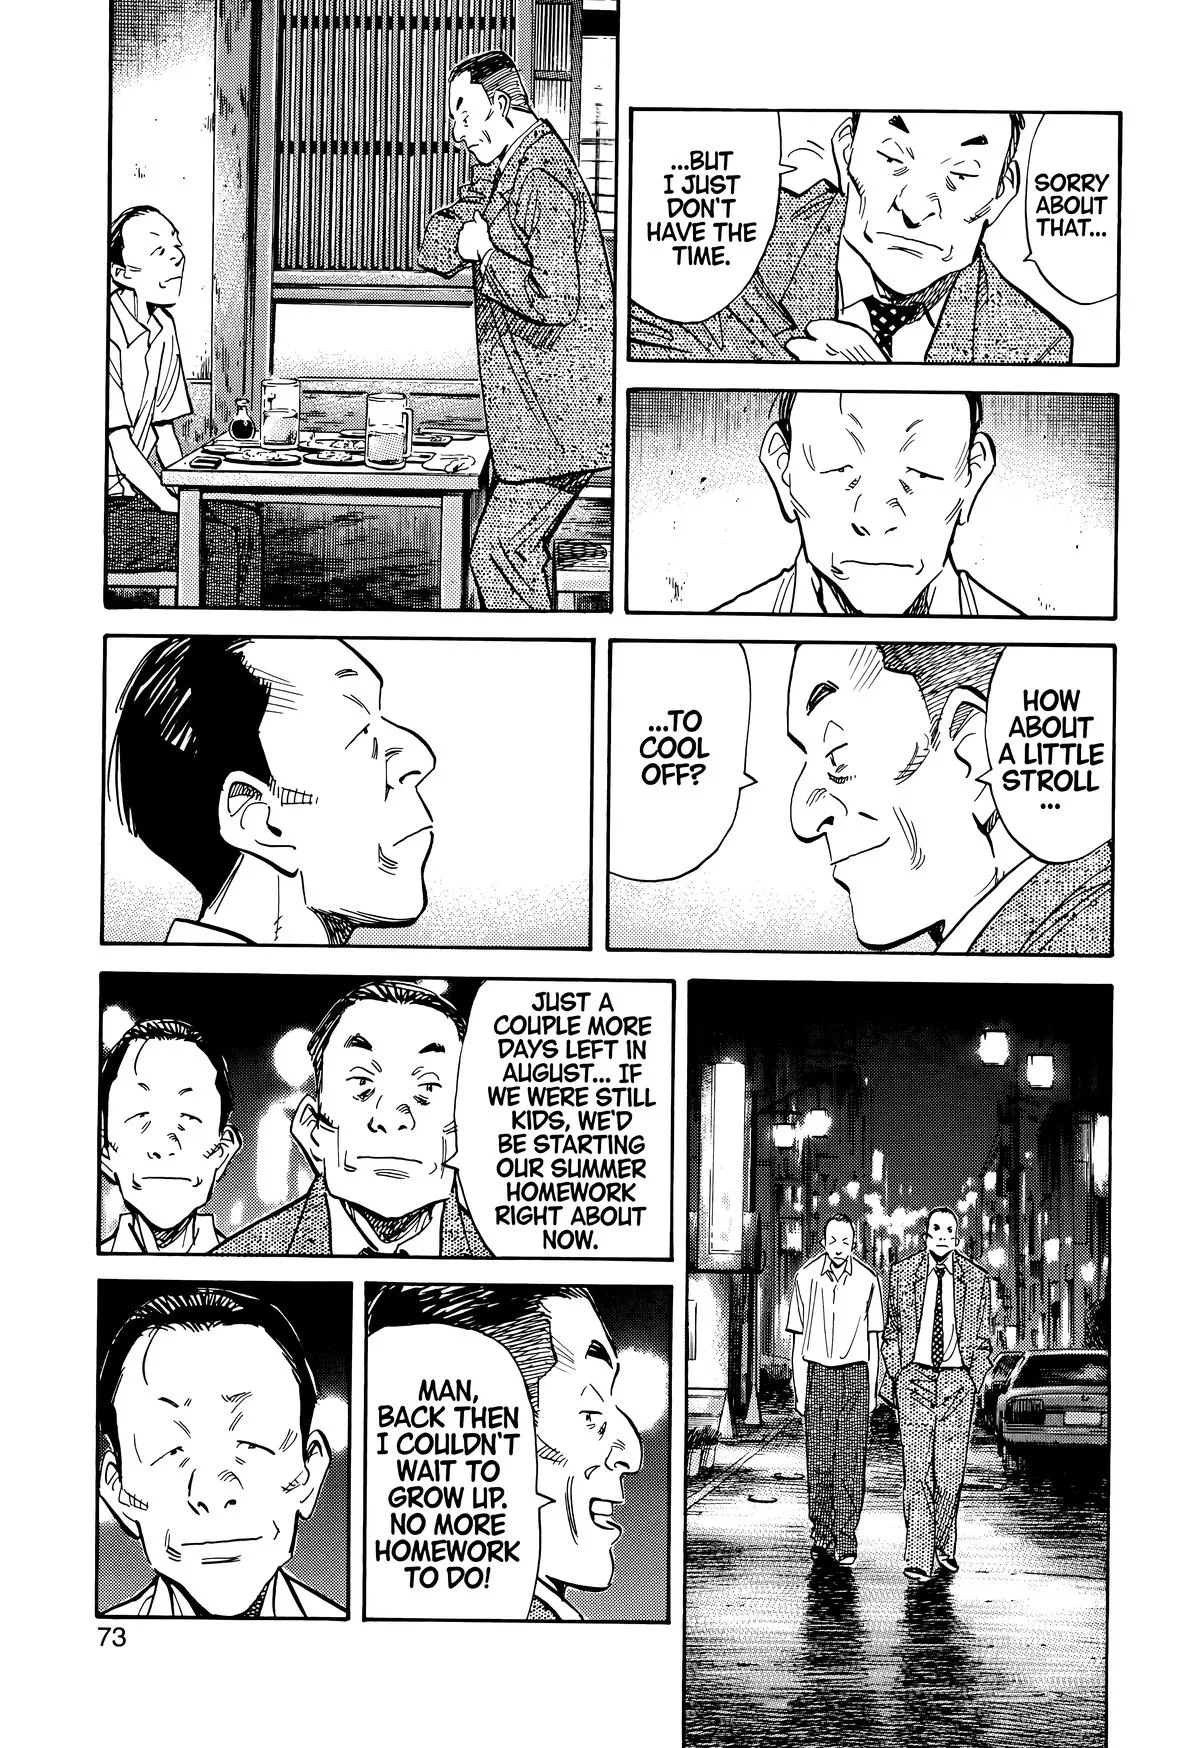 SORRY
ABOUT
THAT...
...BUT
I JUST
DON'T
HAVE THE
TIME.
HOW
ABOUT
A LITTLE
STROLL
...
...TO
COOL
OFF?
JUST A
COUPLE MORE
DAYS LEFT IN
AUGUST... IF
WE WERE STILL
KIDS, WE'D
BE STARTING
OUR SUMMER
HOMEWORK
RIGHT ABOUT
NOW.
MAN,
BACK THEN
I COULDN'T
WAIT TO
GROW UP.
NO MORE
HOMEWORK
TO DO!
73